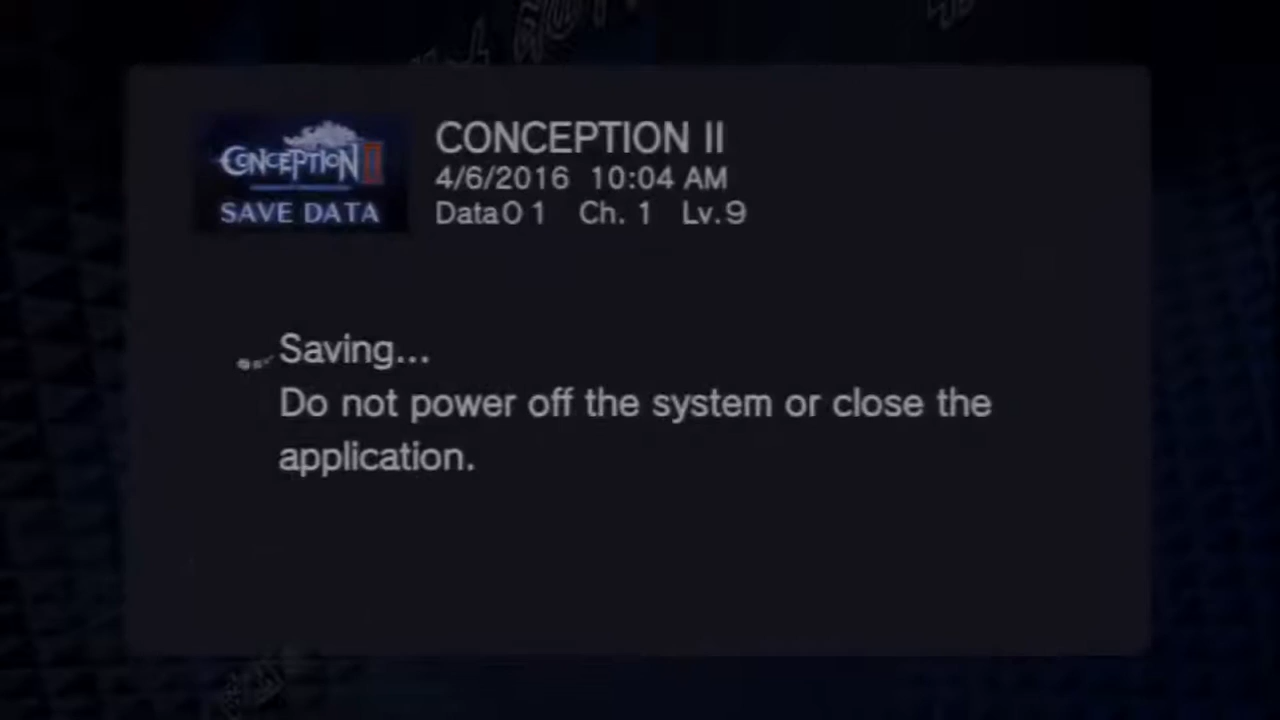 CONCEPTION II
SAVE DATA
CONCEPTION II
4/6/2016 10:04 AM
Data01 Ch. 1 Lv.9
Saving...
Do not power off the system or close the
application.